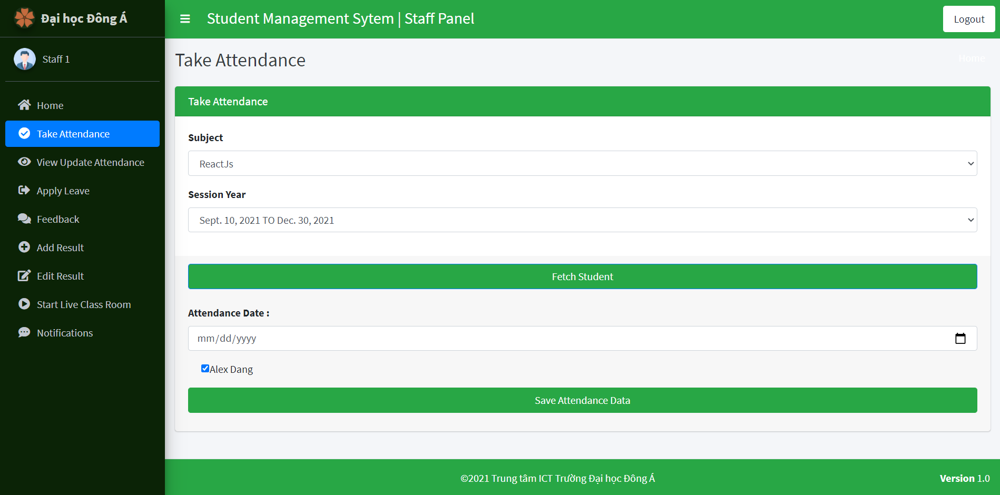 Đại học Đông Á
Student Management Sytem | Staff Panel
Logout
Staff 1
Take Attendance
Home
Home
Take Attendance
View Update Attendance
Apply Leave
Feedback
Add Result
Edit Result
Start Live Class Room
Notifications
Take Attendance
Subject
ReactJs
Session Year
Sept. 10, 2021 TO Dec. 30, 2021
Fetch Student
Attendance Date :
mm/dd/yyyy
Alex Dang
Save Attendance Data
©2021 Trung tâm ICT Trường Đại học Đông Á
Version 1.0